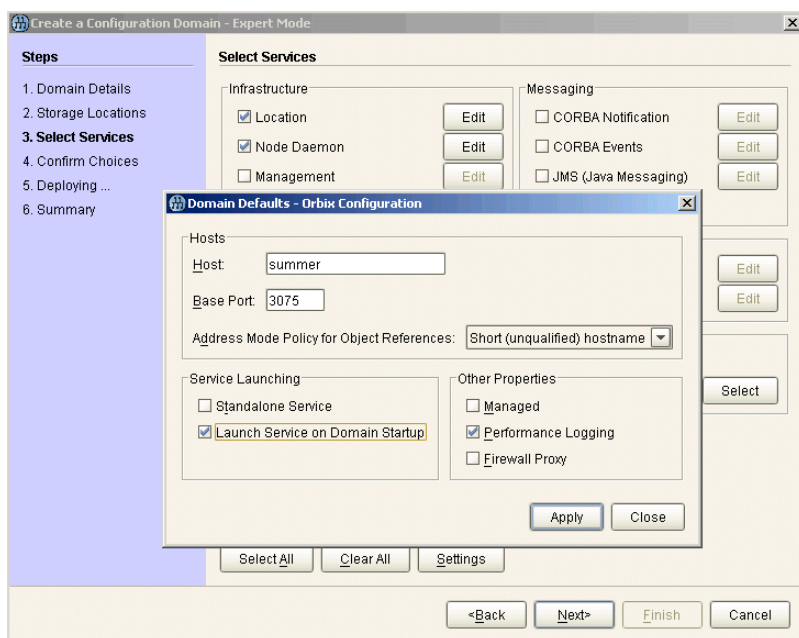 Create a Configuration Domain - Expert Mode
Steps
1. Domain Details
2. Storage Locations
3. Select Services
4. Confirm Choices
5. Deploying ...
6. Summary
Select Services
Infrastructure
Location Edit
Node Daemon Edit
Management Edit
Messaging
CORBA Notification Edit
CORBA Events Edit
JMS (Java Messaging) Edit
Edit
Edit
Select
Domain Defaults - Orbix Configuration
Hosts
Host: summer
Base Port: 3075
Address Mode Policy for Object References: Short (unqualified) hostname
Service Launching
Standalone Service
Launch Service on Domain Startup
Other Properties
Managed
Performance Logging
Firewall Proxy
Apply Close
Select All Clear All Settings
<Back Next> Finish Cancel